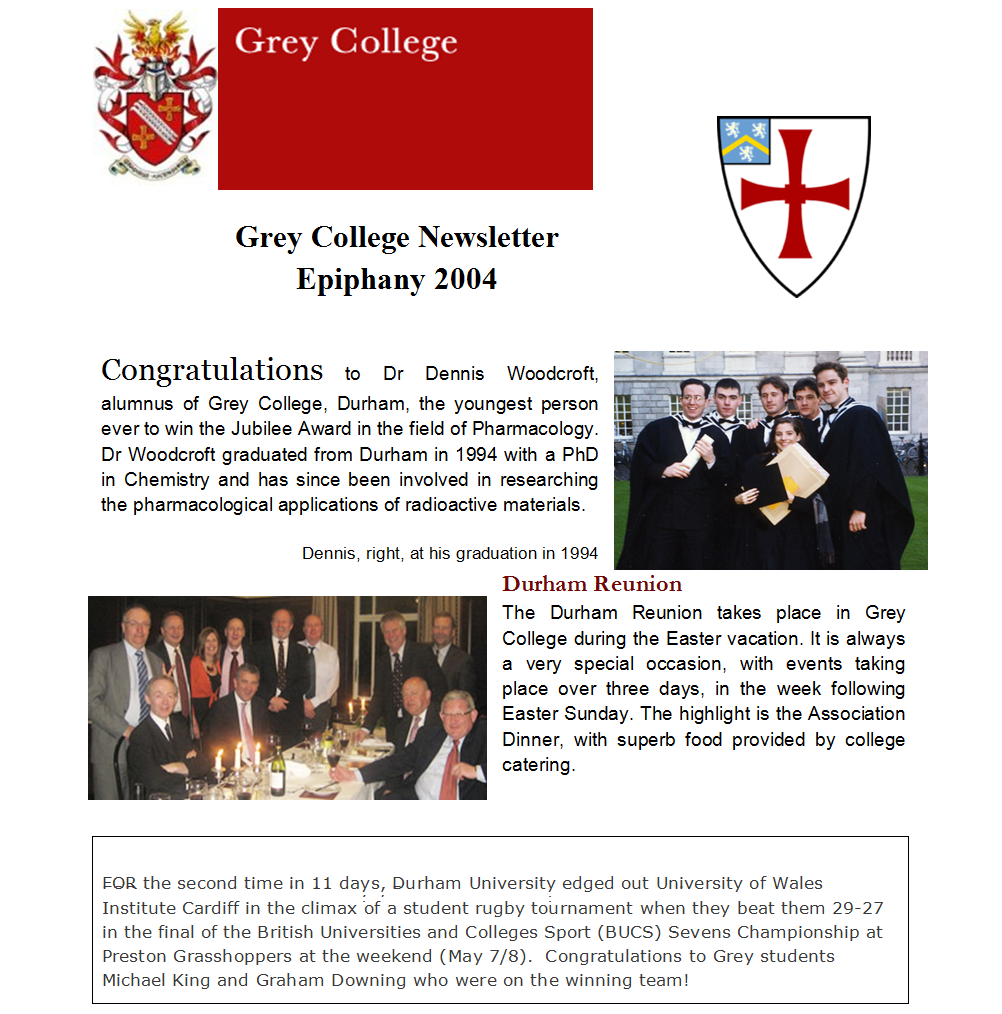 Grey College
Grey College Newsletter
Epiphany 2004
Congratulations to Dr Dennis Woodcroft,
alumnus of Grey College, Durham, the youngest person
ever to win the Jubilee Award in the field of Pharmacology.
Dr Woodcroft graduated from Durham in 1994 with a PhD
in Chemistry and has since been involved in researching
the pharmacological applications of radioactive materials.
Dennis, right, at his graduation in 1994
Durham Reunion
The Durham Reunion takes place in Grey
College during the Easter vacation. It is always
a very special occasion, with events taking
place over three days, in the week following
Easter Sunday. The highlight is the Association
Dinner, with superb food provided by college
catering.
FOR the second time in 11 days, Durham University edged out University of Wales
Institute Cardiff in the climax of a student rugby tournament when they beat them 29-27
in the final of the British Universities and Colleges Sport (BUCS) Sevens Championship at
Preston Grasshoppers at the weekend (May 7/8).  Congratulations to Grey students
Michael King and Graham Downing who were on the winning team!